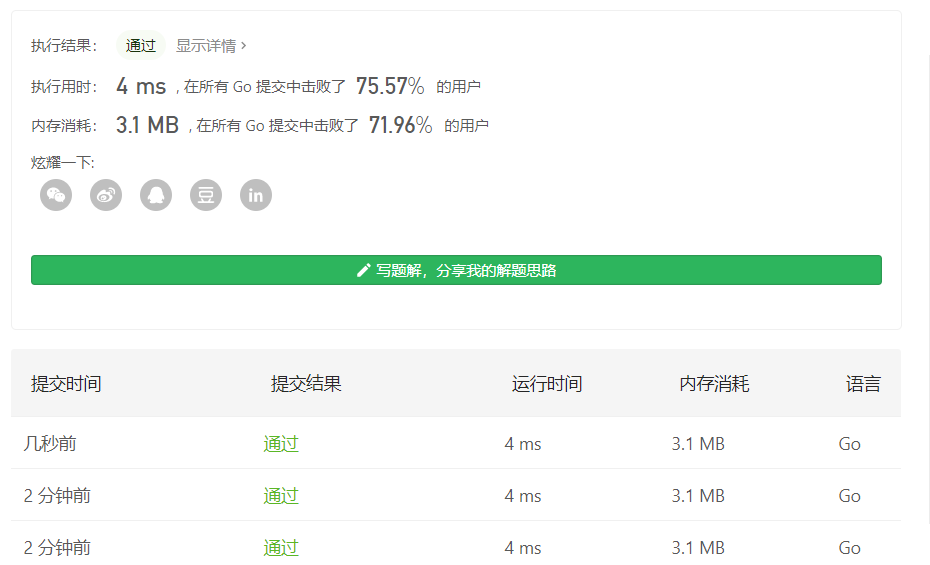 执行结果： 通过 显示详情 >
执行用时： 4 ms , 在所有 Go 提交中击败了 75.57% 的用户
内存消耗： 3.1 MB , 在所有 Go 提交中击败了 71.96% 的用户
炫耀一下:
豆 in
写题解，分享我的解题思路
提交时间 提交结果 运行时间 内存消耗 语言
几秒前 通过 4 ms 3.1 MB Go
2 分钟前 通过 4 ms 3.1 MB Go
2 分钟前 通过 4 ms 3.1 MB Go